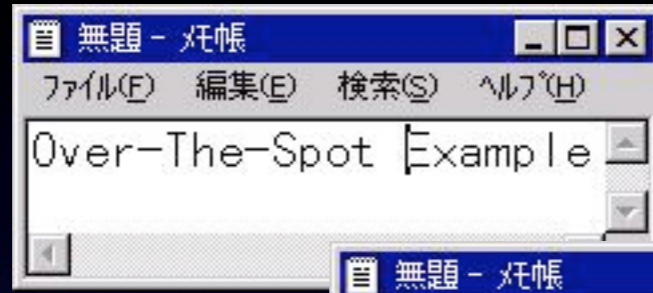 無題 - ﾒﾓ帳
ﾌｧｲﾙ(F) 編集(E) 検索(S) ﾍﾙﾌﾟ(H)
Over-The-Spot Example
無題 - ﾒﾓ帳